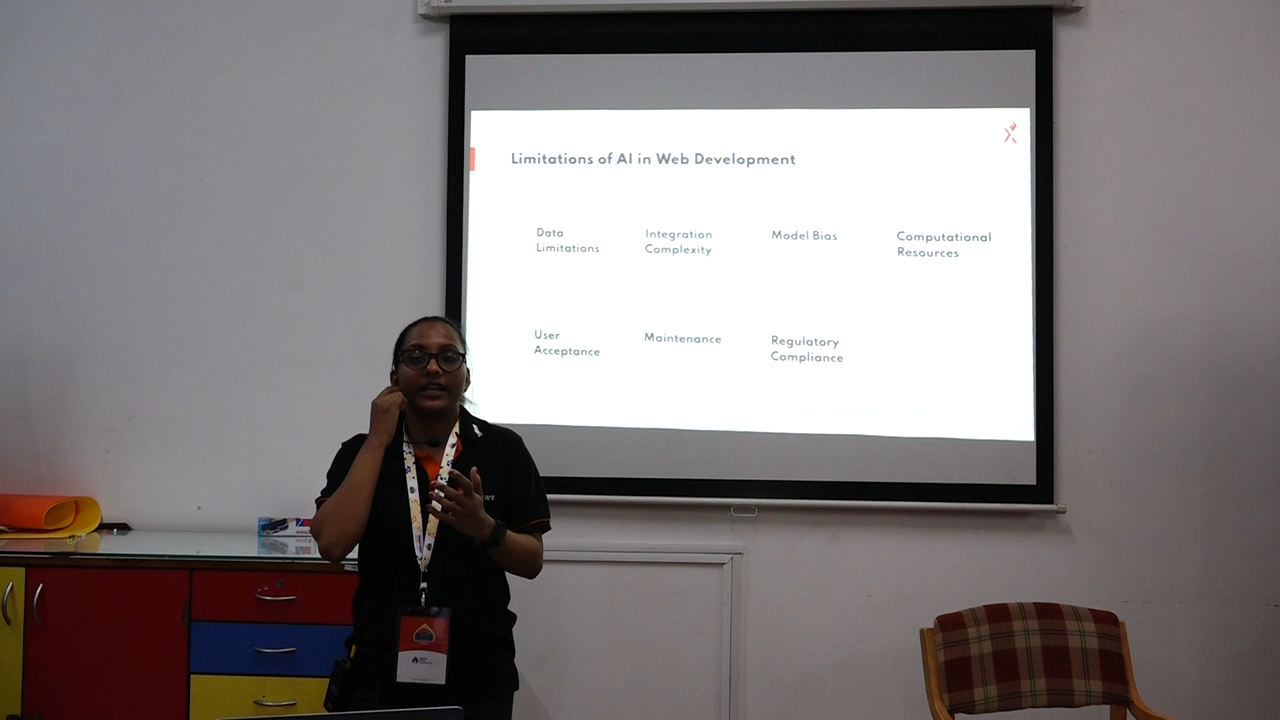 Limitations of AI in Web Development
Data
Limitations
Integration
Complexity
Model Bias
Computational
Resources
User
Acceptance
Maintenance
Regulatory
Compliance